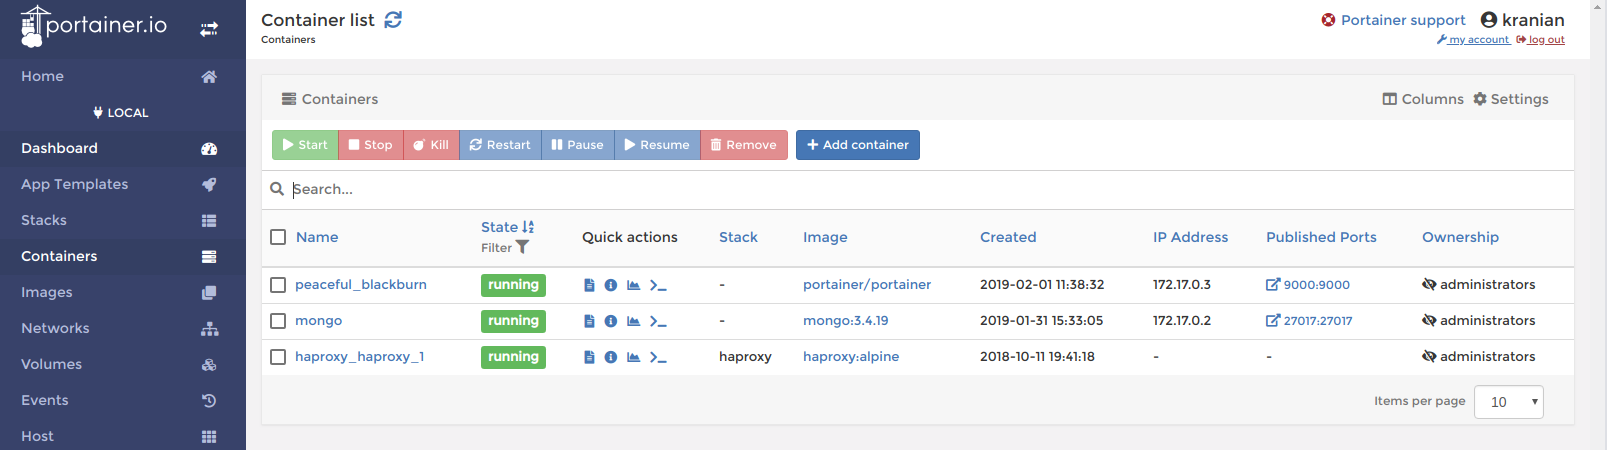 portainer.io
Container list
Portainer support kranian
Containers
my account log out
Home
LOCAL
Containers
Columns Settings
Dashboard
Start Stop Kill Restart Pause Resume Remove Add container
App Templates
Search...
Stacks
Name State Filter Quick actions Stack Image Created IP Address Published Ports Ownership
Containers
peaceful_blackburn running - portainer/portainer 2019-02-01 11:38:32 172.17.0.3 9000:9000 administrators
Images
mongo running - mongo:3.4.19 2019-01-31 15:33:05 172.17.0.2 27017:27017 administrators
Networks
haproxy_haproxy_1 running haproxy haproxy:alpine 2018-10-11 19:41:18 - - administrators
Volumes
Events
Items per page 10
Host